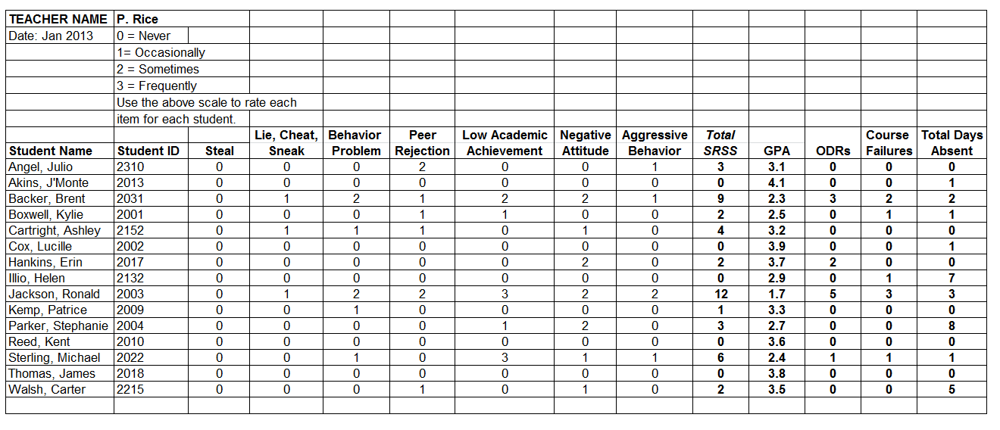 TEACHER NAME P. Rice
Date: Jan 2013 0 = Never
1= Occasionally
2 = Sometimes
3 = Frequently
Use the above scale to rate each
item for each student.
Lie, Cheat, Behavior Peer Low Academic Negative Aggressive Total Course Total Days
Student Name Student ID Steal Sneak Problem Rejection Achievement Attitude Behavior SRSS GPA ODRs Failures Absent
Angel, Julio 2310 0 0 0 2 0 0 1 3 3.1 0 0 0
Akins, J'Monte 2013 0 0 0 0 0 0 0 0 4.1 0 0 1
Backer, Brent 2031 0 1 2 1 2 2 1 9 2.3 3 2 2
Boxwell, Kylie 2001 0 0 0 1 1 0 0 2 2.5 0 1 1
Cartright, Ashley 2152 0 1 1 1 0 1 0 4 3.2 0 0 0
Cox, Lucille 2002 0 0 0 0 0 0 0 0 3.9 0 0 1
Hankins, Erin 2017 0 0 0 0 0 2 0 2 3.7 2 0 0
Illio, Helen 2132 0 0 0 0 0 0 0 0 2.9 0 1 7
Jackson, Ronald 2003 0 1 2 2 3 2 2 12 1.7 5 3 3
Kemp, Patrice 2009 0 0 1 0 0 0 0 1 3.3 0 0 0
Parker, Stephanie 2004 0 0 0 0 1 2 0 3 2.7 0 0 8
Reed, Kent 2010 0 0 0 0 0 0 0 0 3.6 0 0 0
Sterling, Michael 2022 0 0 1 0 3 1 1 6 2.4 1 1 1
Thomas, James 2018 0 0 0 0 0 0 0 0 3.8 0 0 0
Walsh, Carter 2215 0 0 0 1 0 1 0 2 3.5 0 0 5